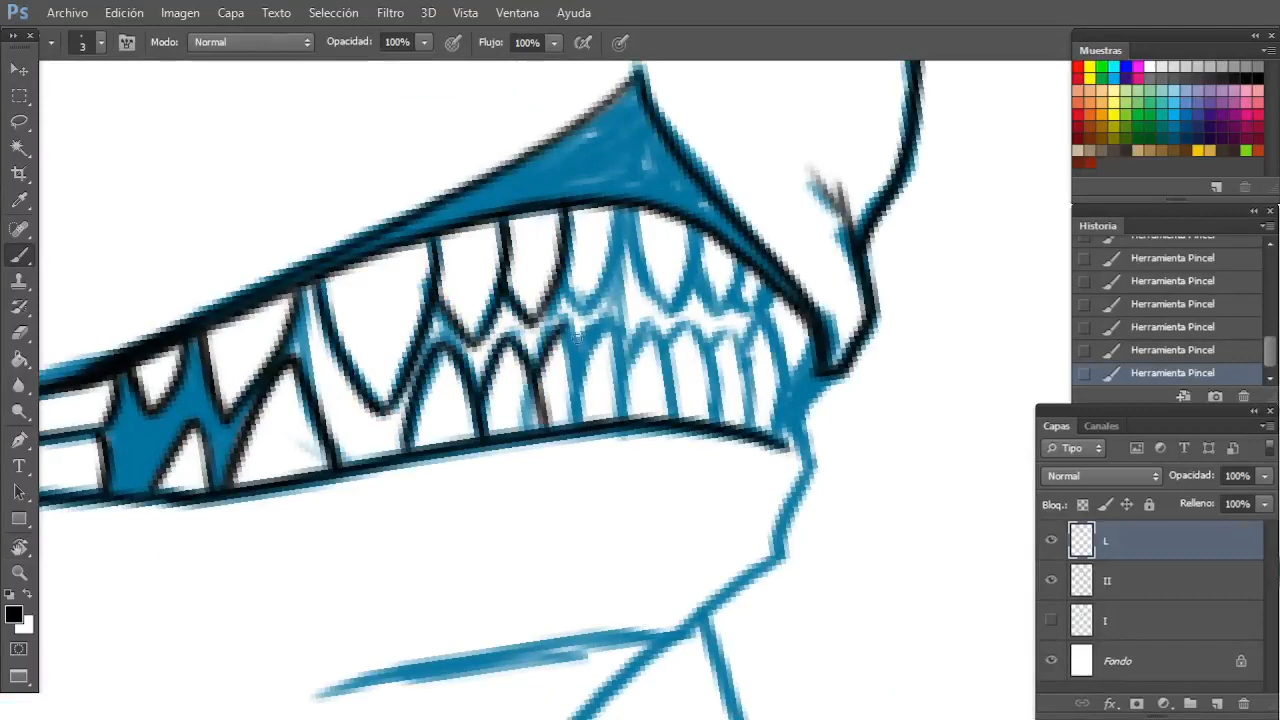 Ps Archivo Edición Imagen Capa Texto Selección Filtro 3D Vista Ventana Ayuda
3 Modo: Normal Opacidad: 100% Flujo: 100%
Muestras
Historia
Herramienta Pincel
Herramienta Pincel
Herramienta Pincel
Herramienta Pincel
Herramienta Pincel
Herramienta Pincel
Capas Canales
Tipo
Normal Opacidad: 100%
Bloq.: Relleno: 100%
L
II
I
Fondo
fx